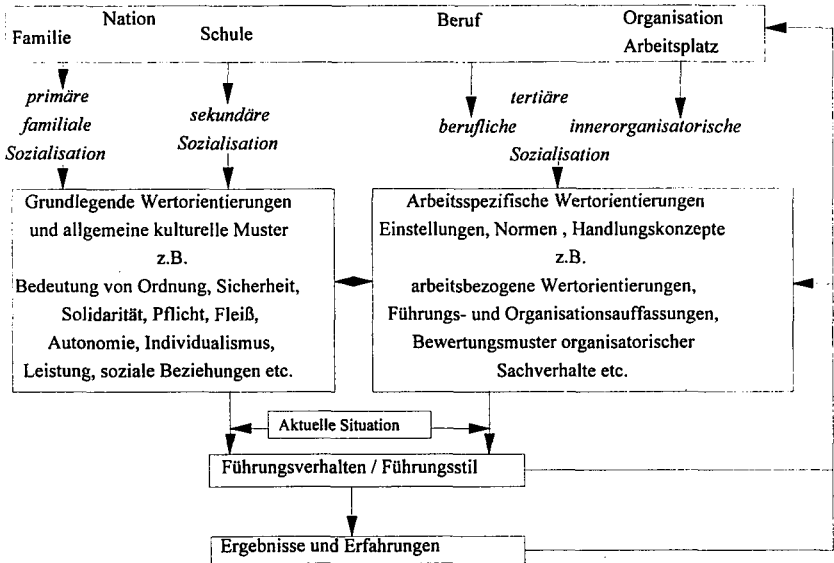 Nation
Familie
Schule
Beruf
Organisation
Arbeitsplatz
primäre
familiale
Sozialisation
sekundäre
Sozialisation
tertiäre
berufliche
innerorganisatorische
Sozialisation
Grundlegende Wertorientierungen
und allgemeine kulturelle Muster
z.B.
Bedeutung von Ordnung, Sicherheit,
Solidarität, Pflicht, Fleiß,
Autonomie, Individualismus,
Leistung, soziale Beziehungen etc.
Arbeitsspezifische Wertorientierungen
Einstellungen, Normen , Handlungskonzepte
z.B.
arbeitsbezogene Wertorientierungen,
Führungs- und Organisationsauffassungen,
Bewertungsmuster organisatorischer
Sachverhalte etc.
Aktuelle Situation
Führungsverhalten / Führungsstil
Ergebnisse und Erfahrungen